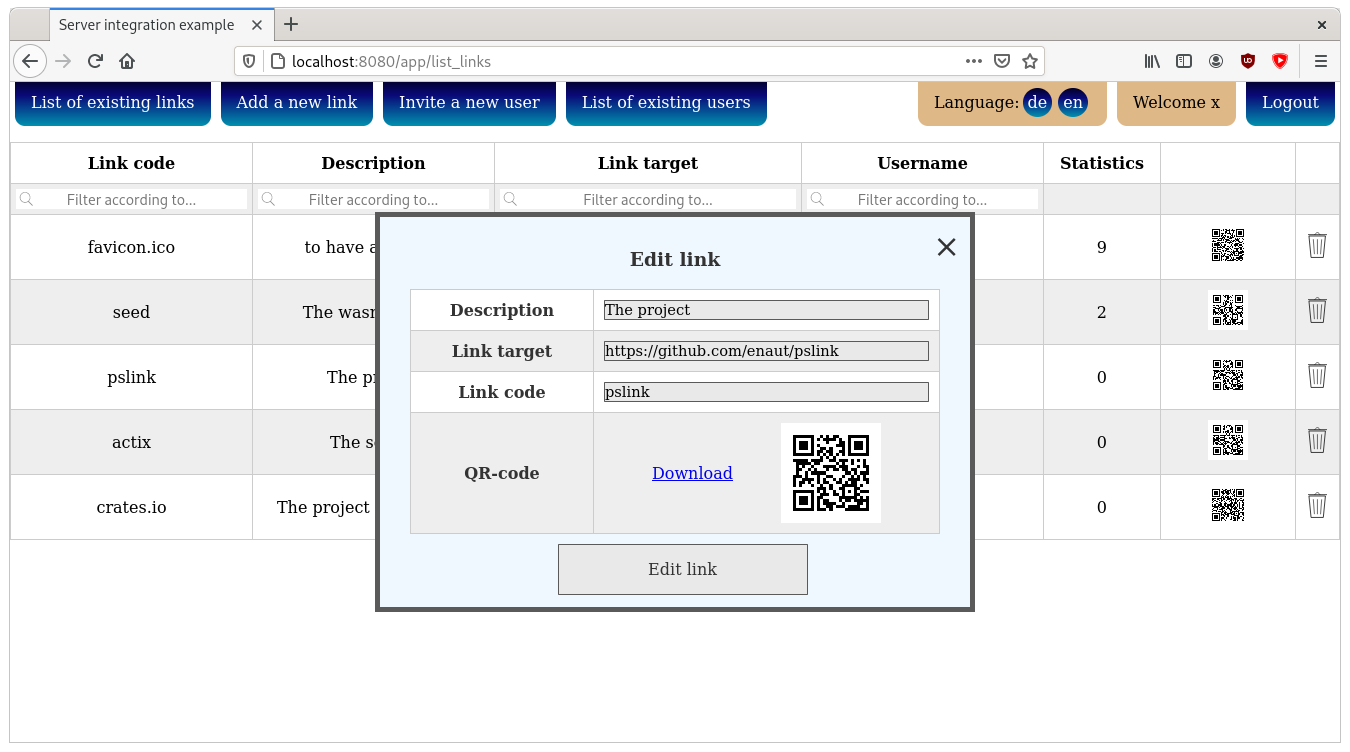 Server integration example
localhost:8080/app/list_links
List of existing links Add a new link Invite a new user List of existing users Language: de en Welcome x Logout
Link code Description Link target Username Statistics
Filter according to... Filter according to... Filter according to... Filter according to...
favicon.ico to have a 9
seed The wasn 2
pslink The pr 0
actix The se 0
crates.io The project 0
Edit link
Description The project
Link target https://github.com/enaut/pslink
Link code pslink
QR-code Download
Edit link